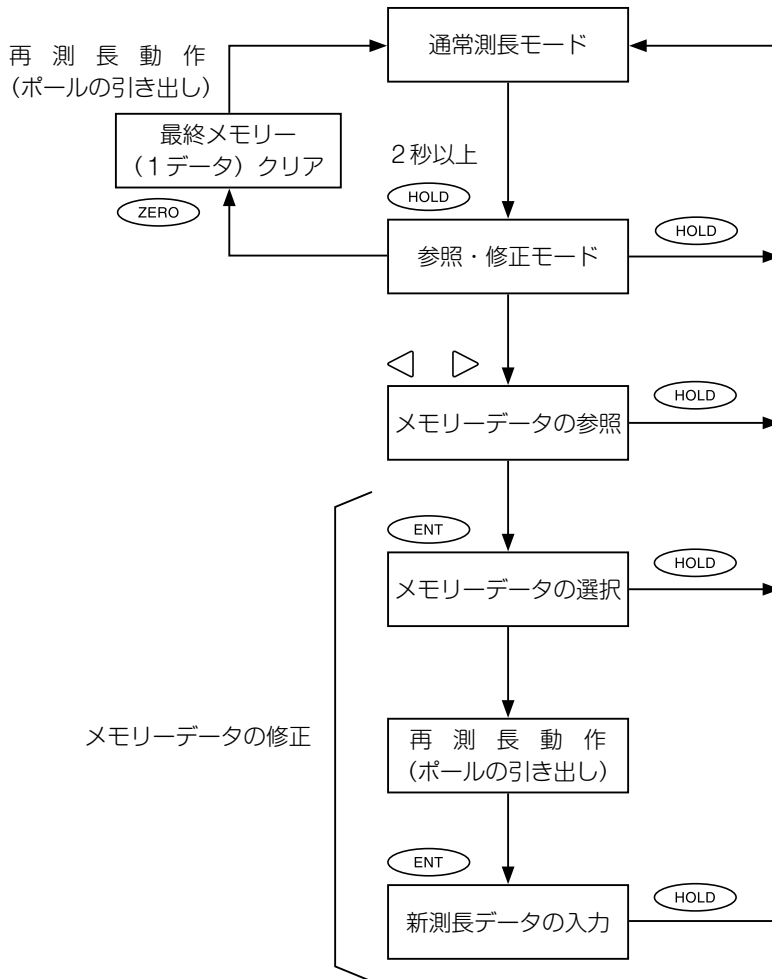 通常測長モード
再測長動作
（ポールの引き出し）
最終メモリー
（１データ）クリア
２秒以上
HOLD
ZERO
参照・修正モード
HOLD
◁ ▷
メモリーデータの参照
HOLD
ENT
メモリーデータの選択
HOLD
メモリーデータの修正
再測長動作
（ポールの引き出し）
ENT
新測長データの入力
HOLD